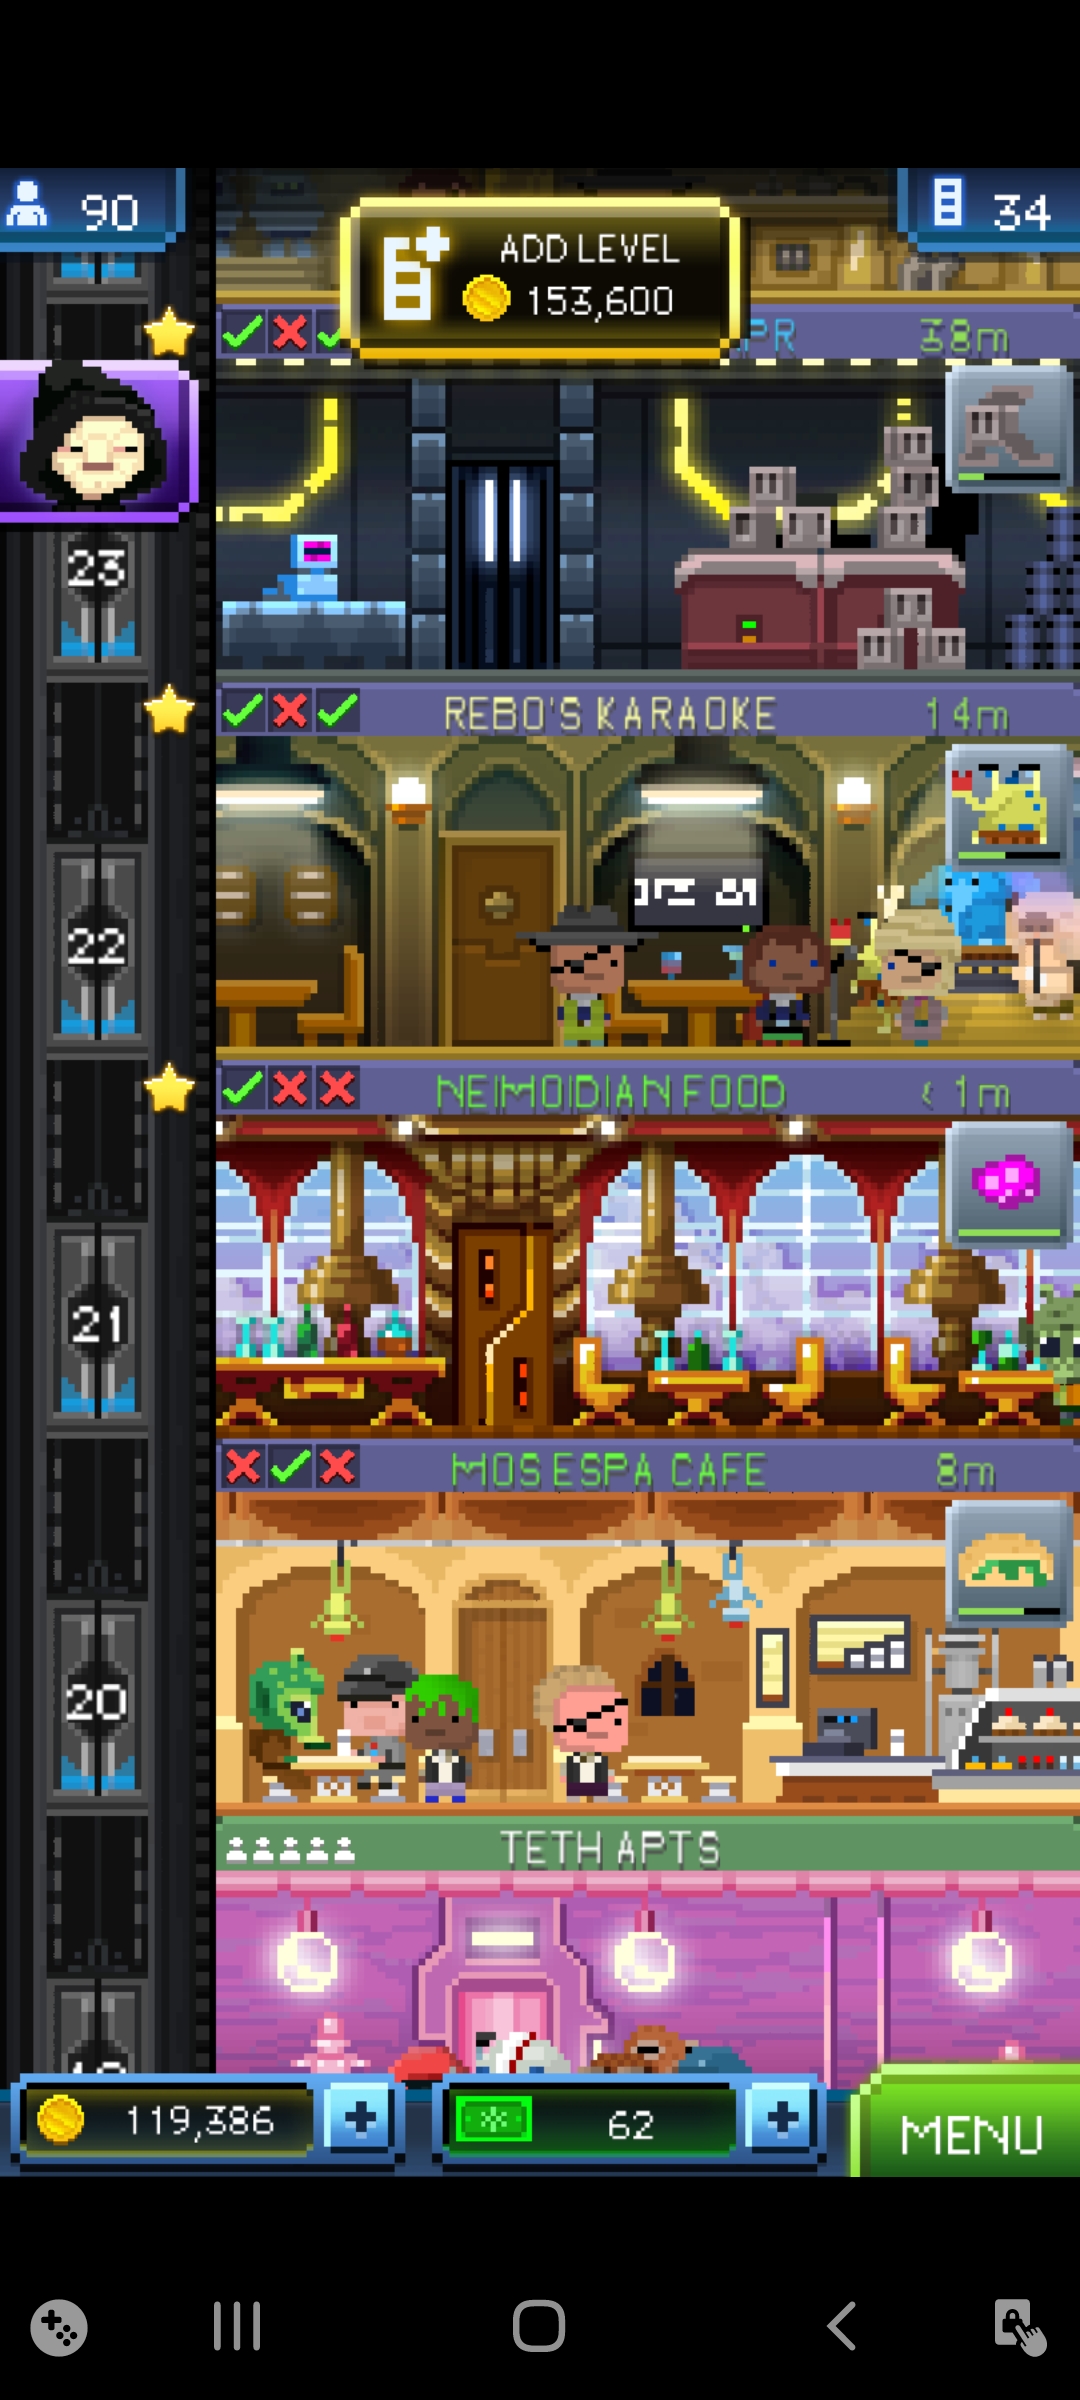 90
ADD LEVEL
153,600
34
PR 38m
23
REBO'S KARAOKE 14m
22
NEIMOIDIAN FOOD < 1m
21
MOS ESPA CAFE 8m
20
TETH APTS
119,386
62
MENU